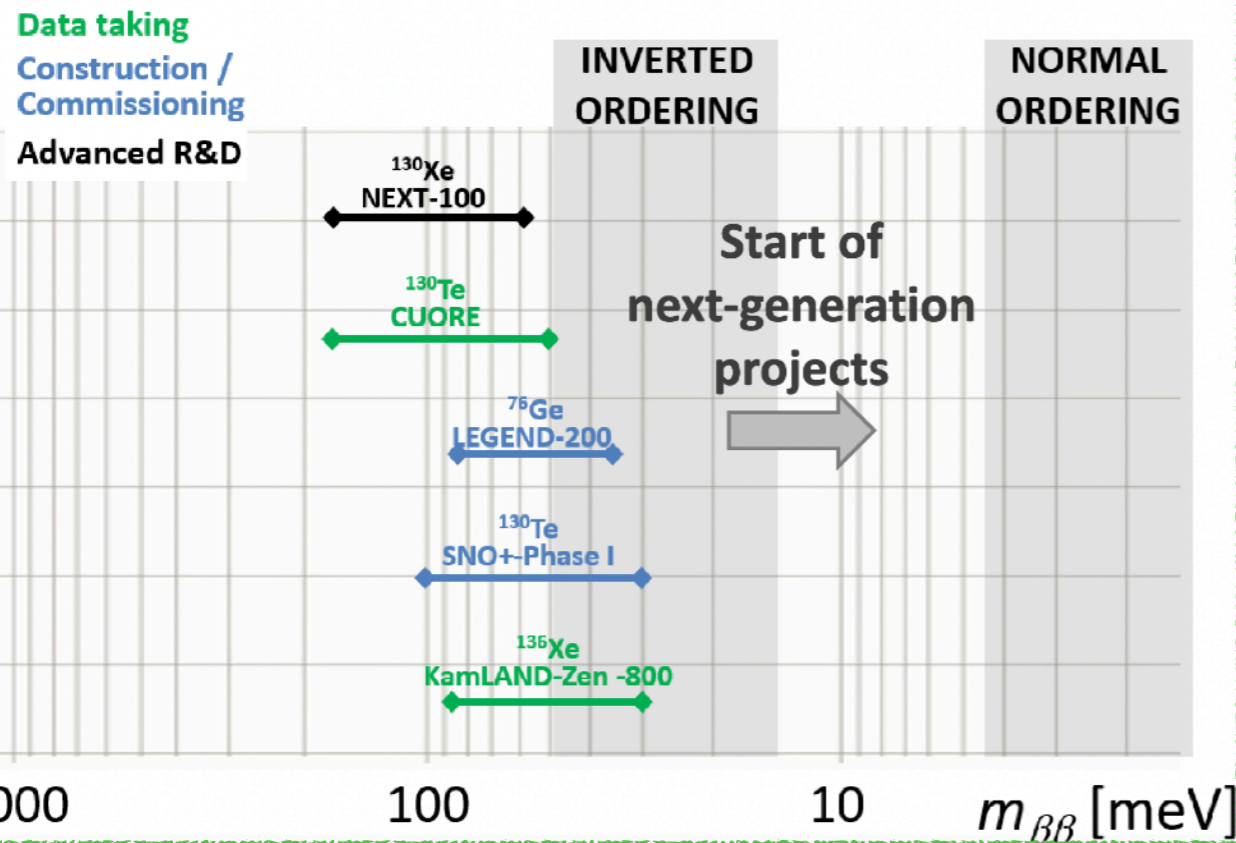 Data taking
Construction /
Commissioning
Advanced R&D
INVERTED
ORDERING
NORMAL
ORDERING
¹³⁰Xe
NEXT-100
¹³⁰Te
CUORE
Start of
next-generation
projects
⁷⁶Ge
LEGEND-200
¹³⁰Te
SNO+-Phase I
¹³⁶Xe
KamLAND-Zen -800
000 100 10 mββ [meV]